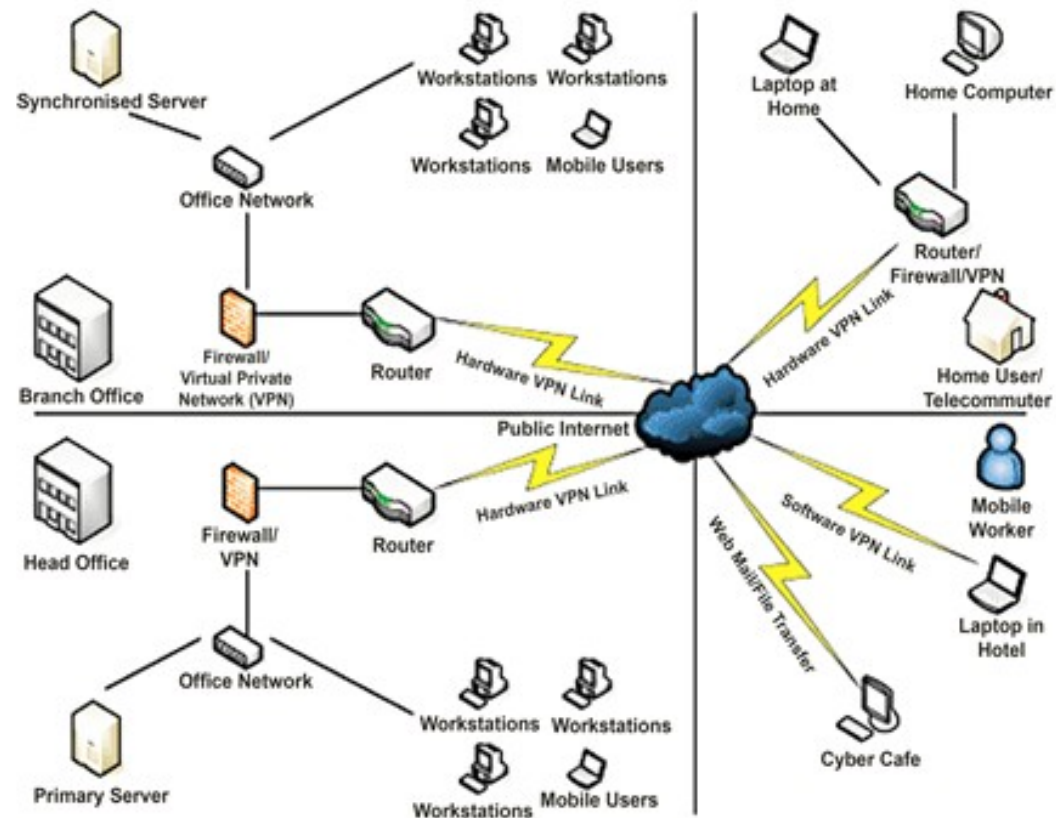 Synchronised Server
Workstations
Workstations
Workstations
Mobile Users
Office Network
Branch Office
Firewall/
Virtual Private
Network (VPN)
Router
Hardware VPN Link
Laptop at
Home
Home Computer
Router/
Firewall/VPN
Hardware VPN Link
Home User/
Telecommuter
Public Internet
Head Office
Firewall/
VPN
Router
Hardware VPN Link
Office Network
Primary Server
Workstations
Workstations
Workstations
Mobile Users
Mobile
Worker
Software VPN Link
Laptop in
Hotel
Web Mail/File Transfer
Cyber Cafe